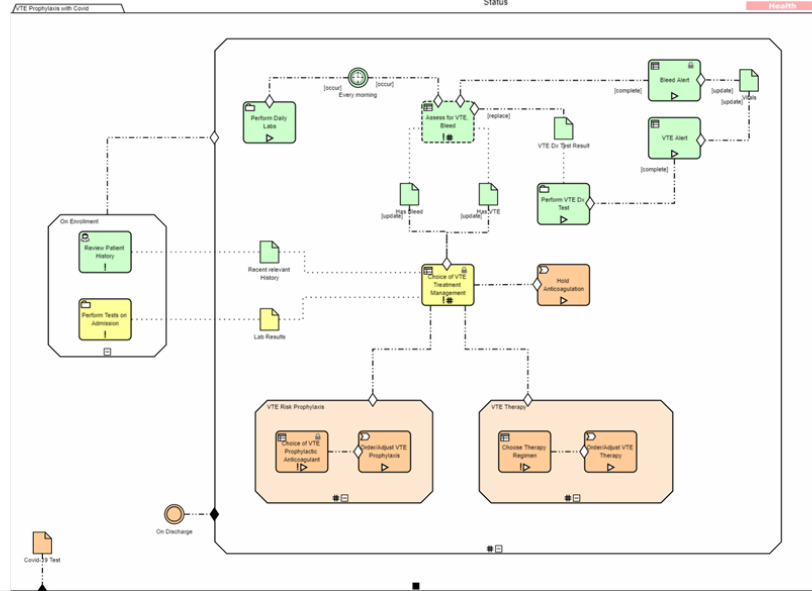 Status
Health
VTE Prophylaxis with Covid
[occur]
[occur]
Every morning
Perform Daily
Labs
Assess for VTE,
Bleed
[replace]
[complete]
Bleed Alert
[update]
[update]
Vitals
VTE Alert
[complete]
VTE Dx Test Result
Perform VTE Dx
Test
Has Bleed
[update]
Has VTE
[update]
On Enrollment
Review Patient
History
Perform Tests on
Admission
Recent relevant
History
Lab Results
Choice of VTE
Treatment
Management
Hold
Anticoagulation
VTE Risk Prophylaxis
Choice of VTE
Prophylactic
Anticoagulant
Order/Adjust VTE
Prophylaxis
VTE Therapy
Choose Therapy
Regimen
Order/Adjust VTE
Therapy
On Discharge
Covid-19 Test